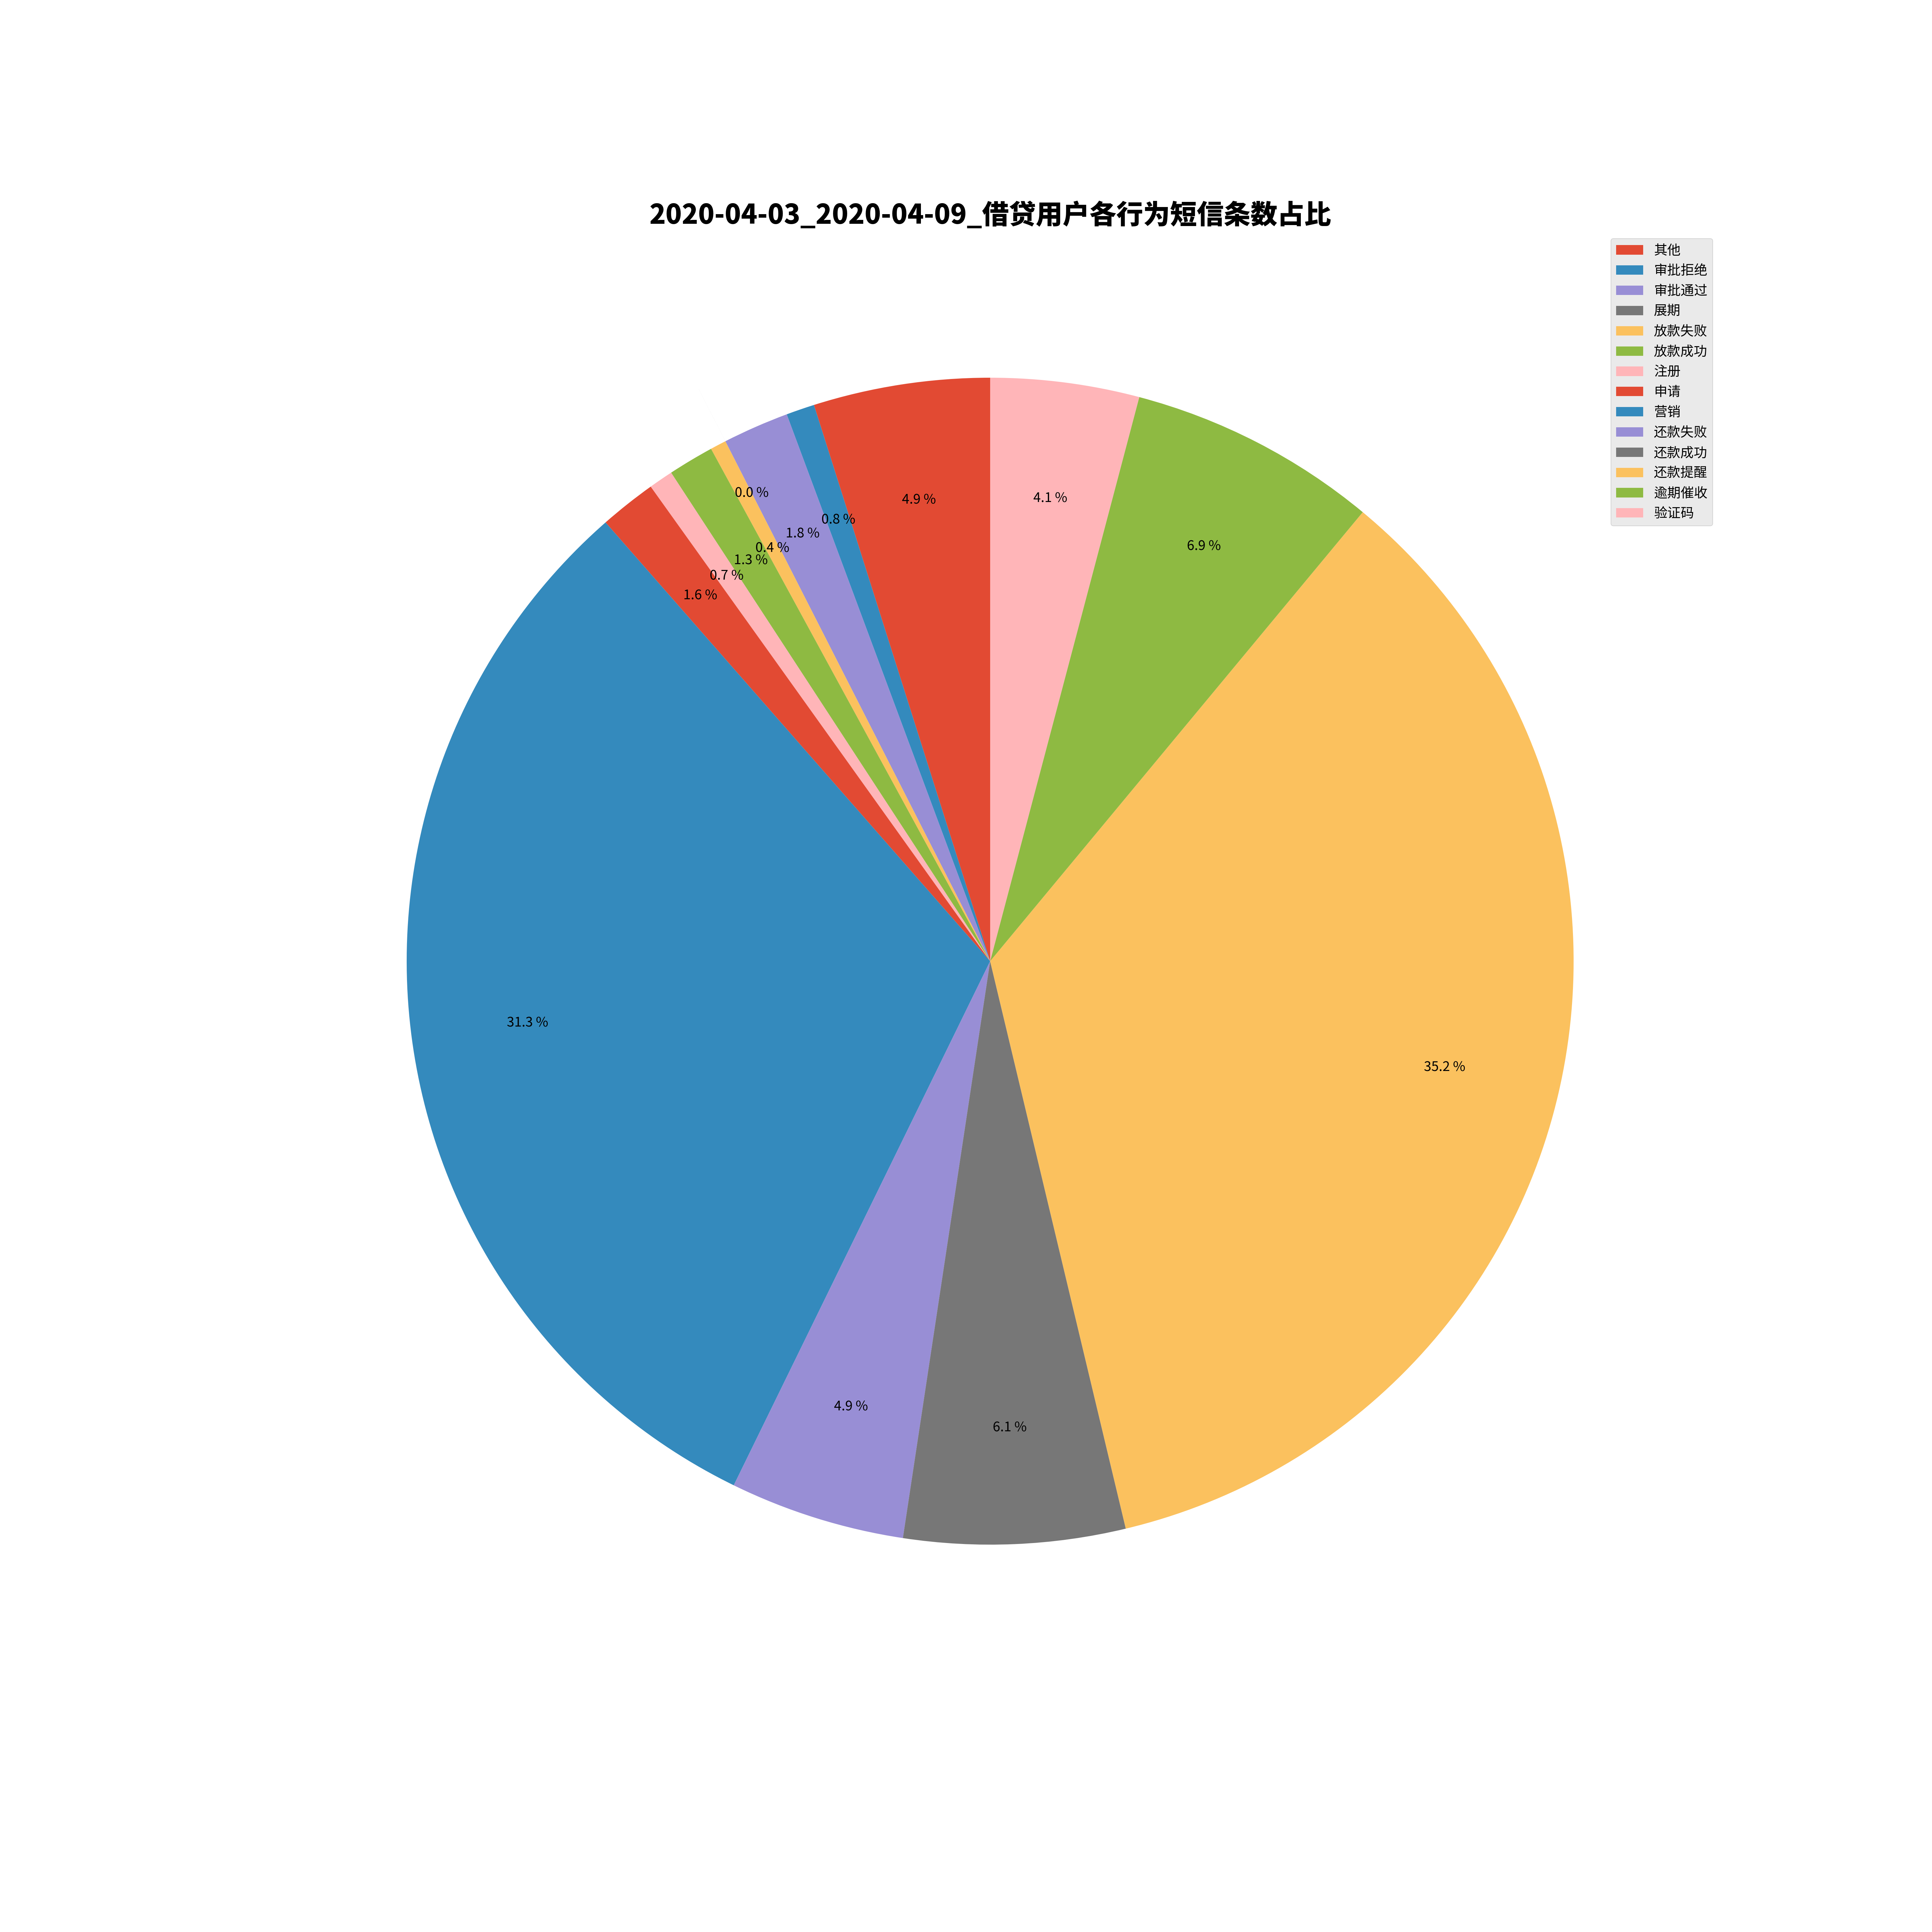 2020-04-03_2020-04-09_借贷用户各行为短信条数占比
其他
审批拒绝
审批通过
展期
放款失败
放款成功
注册
申请
营销
还款失败
还款成功
还款提醒
逾期催收
验证码
0.0 %
4.9 %
4.1 %
0.8 %
1.8 %
0.4 %
6.9 %
1.3 %
0.7 %
1.6 %
31.3 %
35.2 %
4.9 %
6.1 %